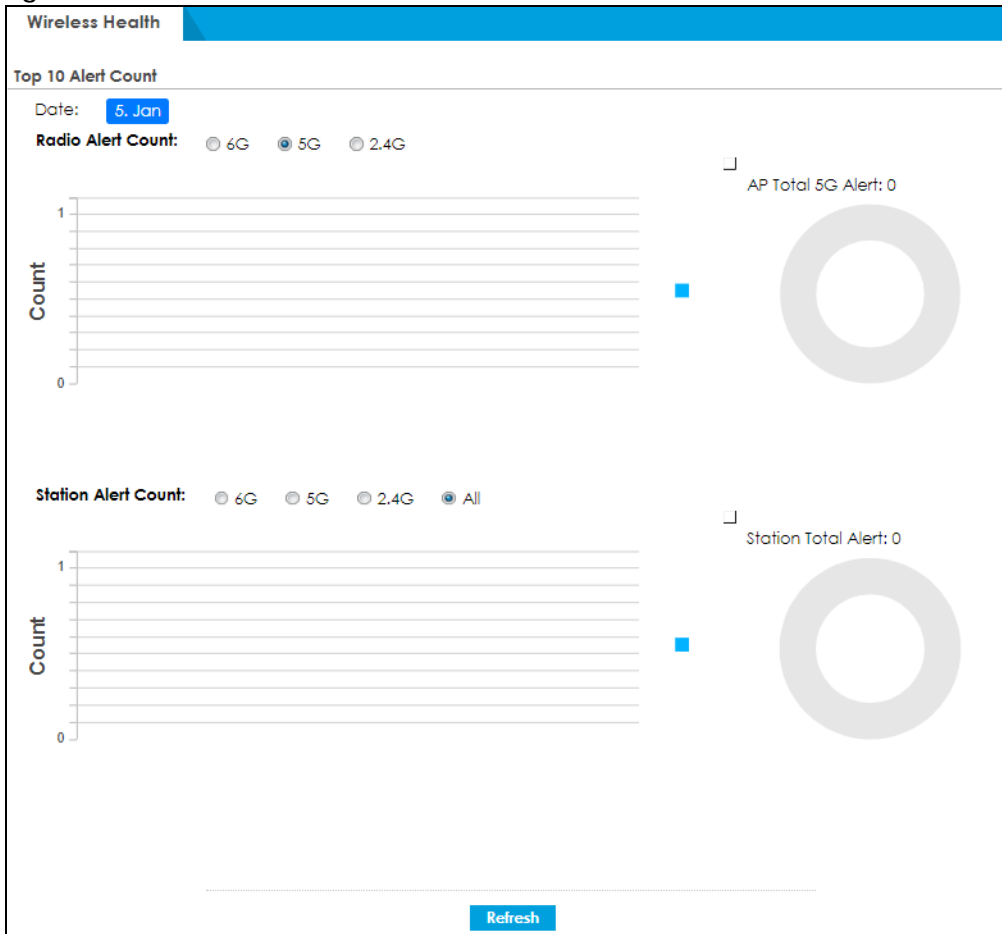 Wireless Health
Top 10 Alert Count
Date: 5. Jan
Radio Alert Count: 6G 5G 2.4G
AP Total 5G Alert: 0
1
Count
0
Station Alert Count: 6G 5G 2.4G All
Station Total Alert: 0
1
Count
0
Refresh